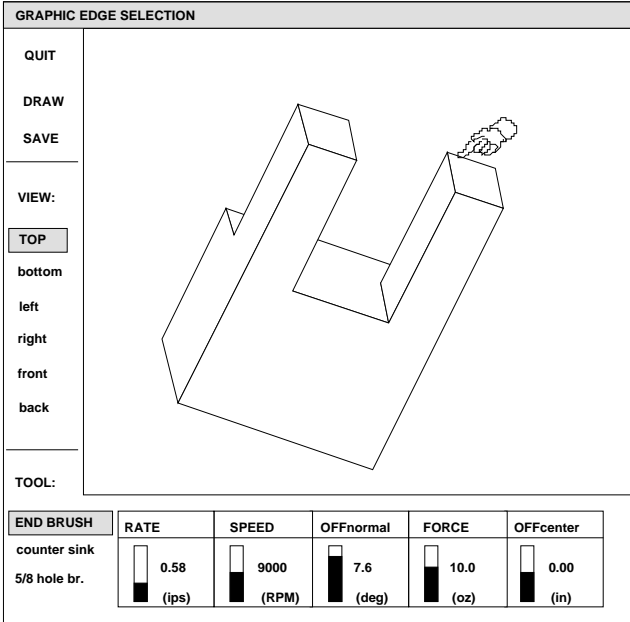 GRAPHIC EDGE SELECTION
QUIT
DRAW
SAVE
VIEW:
TOP
bottom
left
right
front
back
TOOL:
END BRUSH
counter sink
5/8 hole br.
RATE SPEED OFFnormal FORCE OFFcenter
0.58 9000 7.6 10.0 0.00
(ips) (RPM) (deg) (oz) (in)